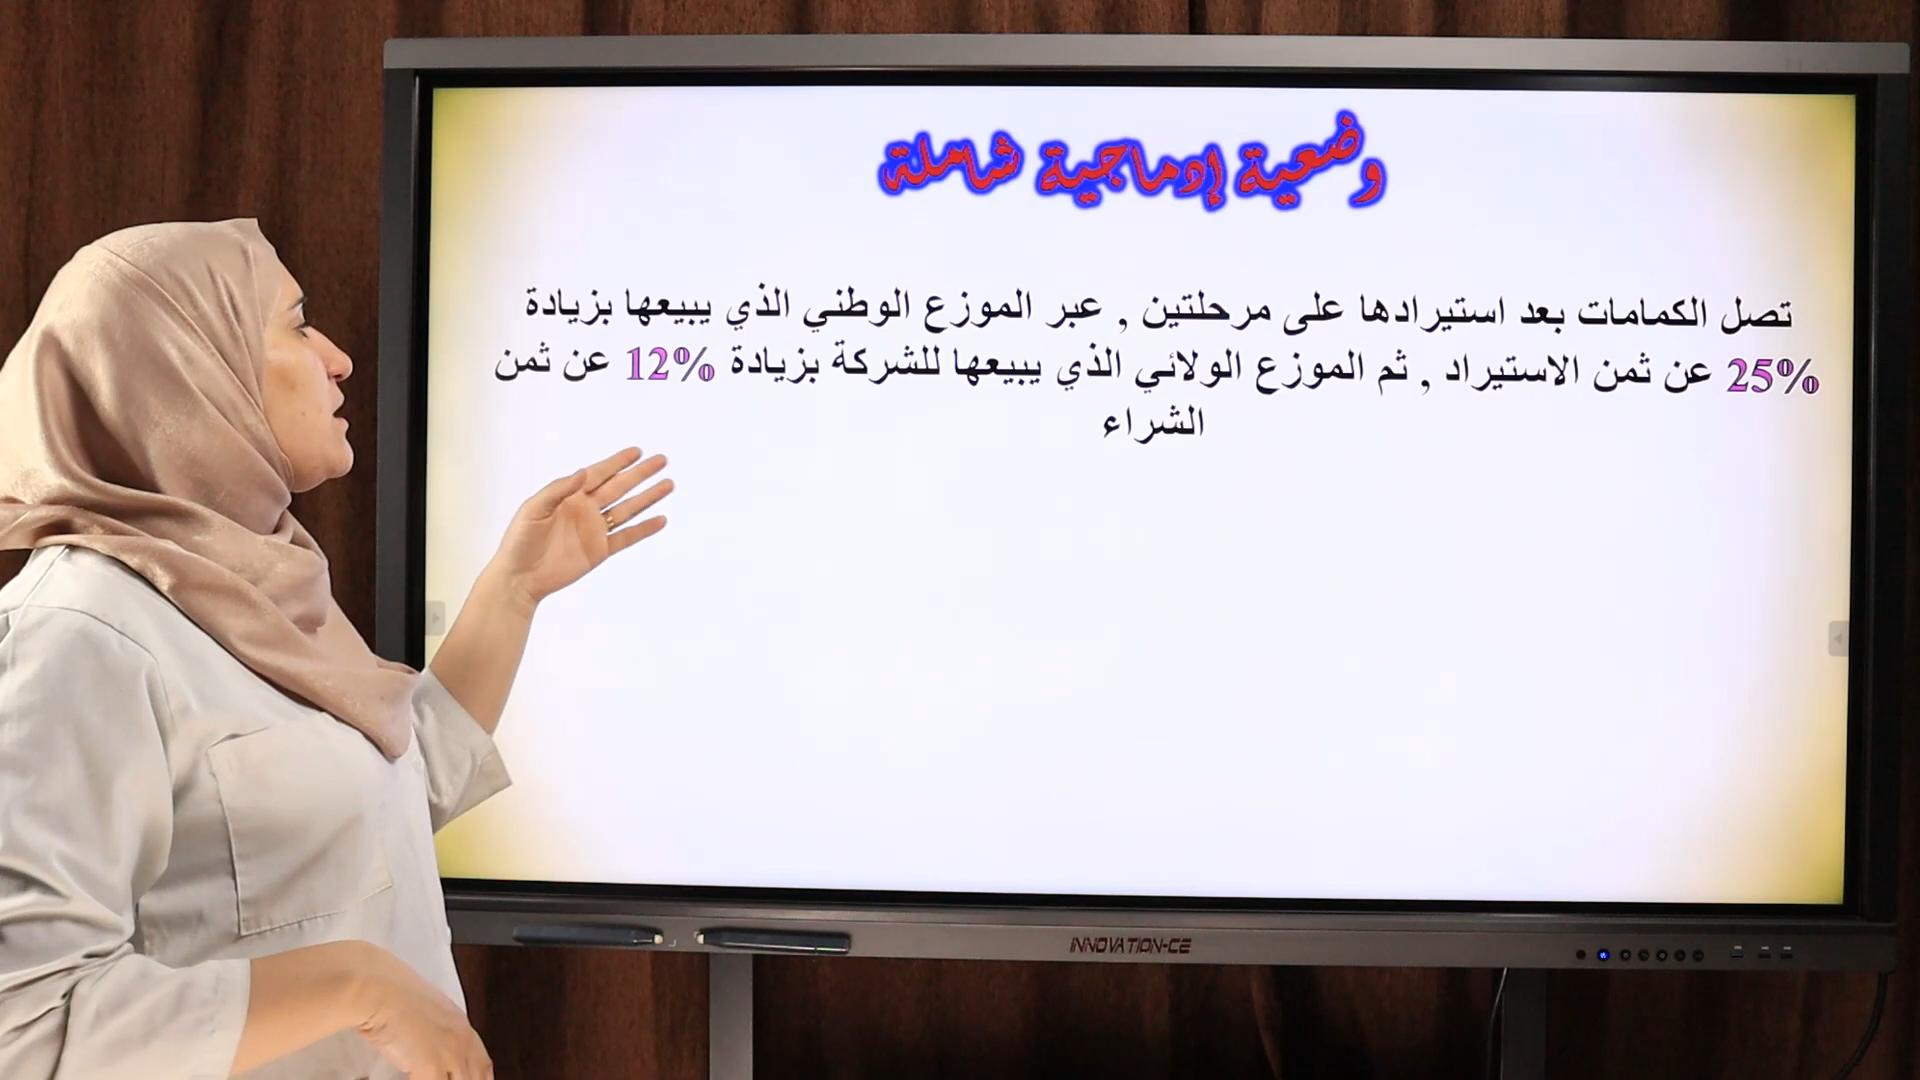 وضعية إدماجية شاملة
تصل الكمامات بعد استيرادها على مرحلتين , عبر الموزع الوطني الذي يبيعها بزيادة
25% عن ثمن الاستيراد , ثم الموزع الولائي الذي يبيعها للشركة بزيادة 12% عن ثمن
الشراء
INNOVATION-CE